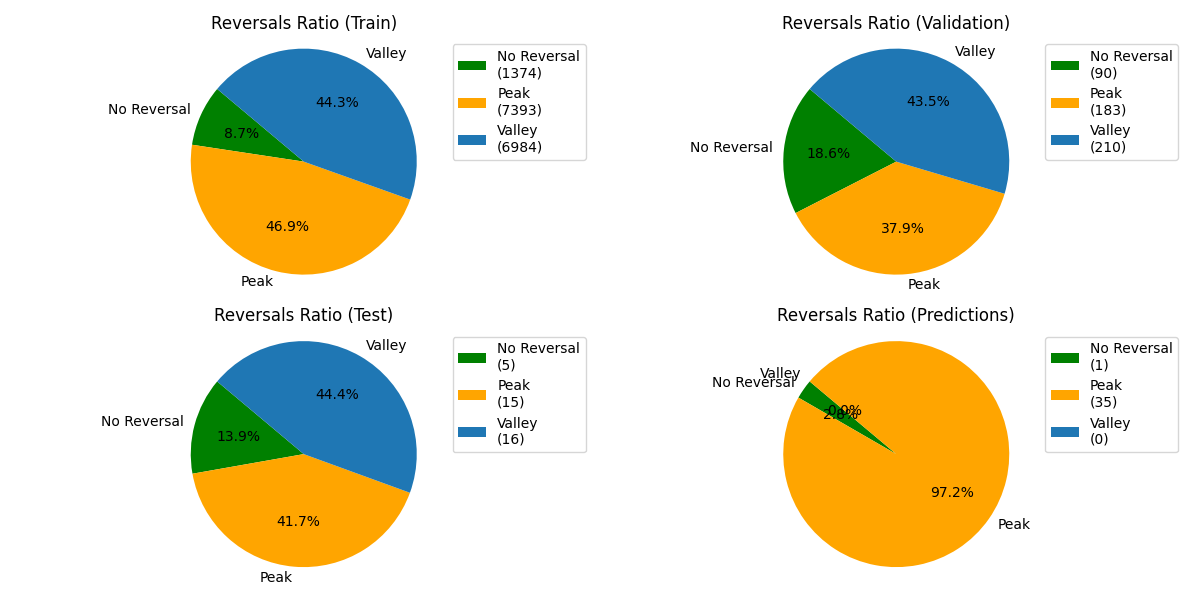 Reversals Ratio (Train)
Valley
No Reversal
44.3%
8.7%
46.9%
Peak
No Reversal
(1374)
Peak
(7393)
Valley
(6984)
Reversals Ratio (Validation)
Valley
No Reversal
43.5%
18.6%
37.9%
Peak
No Reversal
(90)
Peak
(183)
Valley
(210)
Reversals Ratio (Test)
Valley
No Reversal
44.4%
13.9%
41.7%
Peak
No Reversal
(5)
Peak
(15)
Valley
(16)
Reversals Ratio (Predictions)
Valley
No Reversal
0.0%
2.8%
97.2%
Peak
No Reversal
(1)
Peak
(35)
Valley
(0)